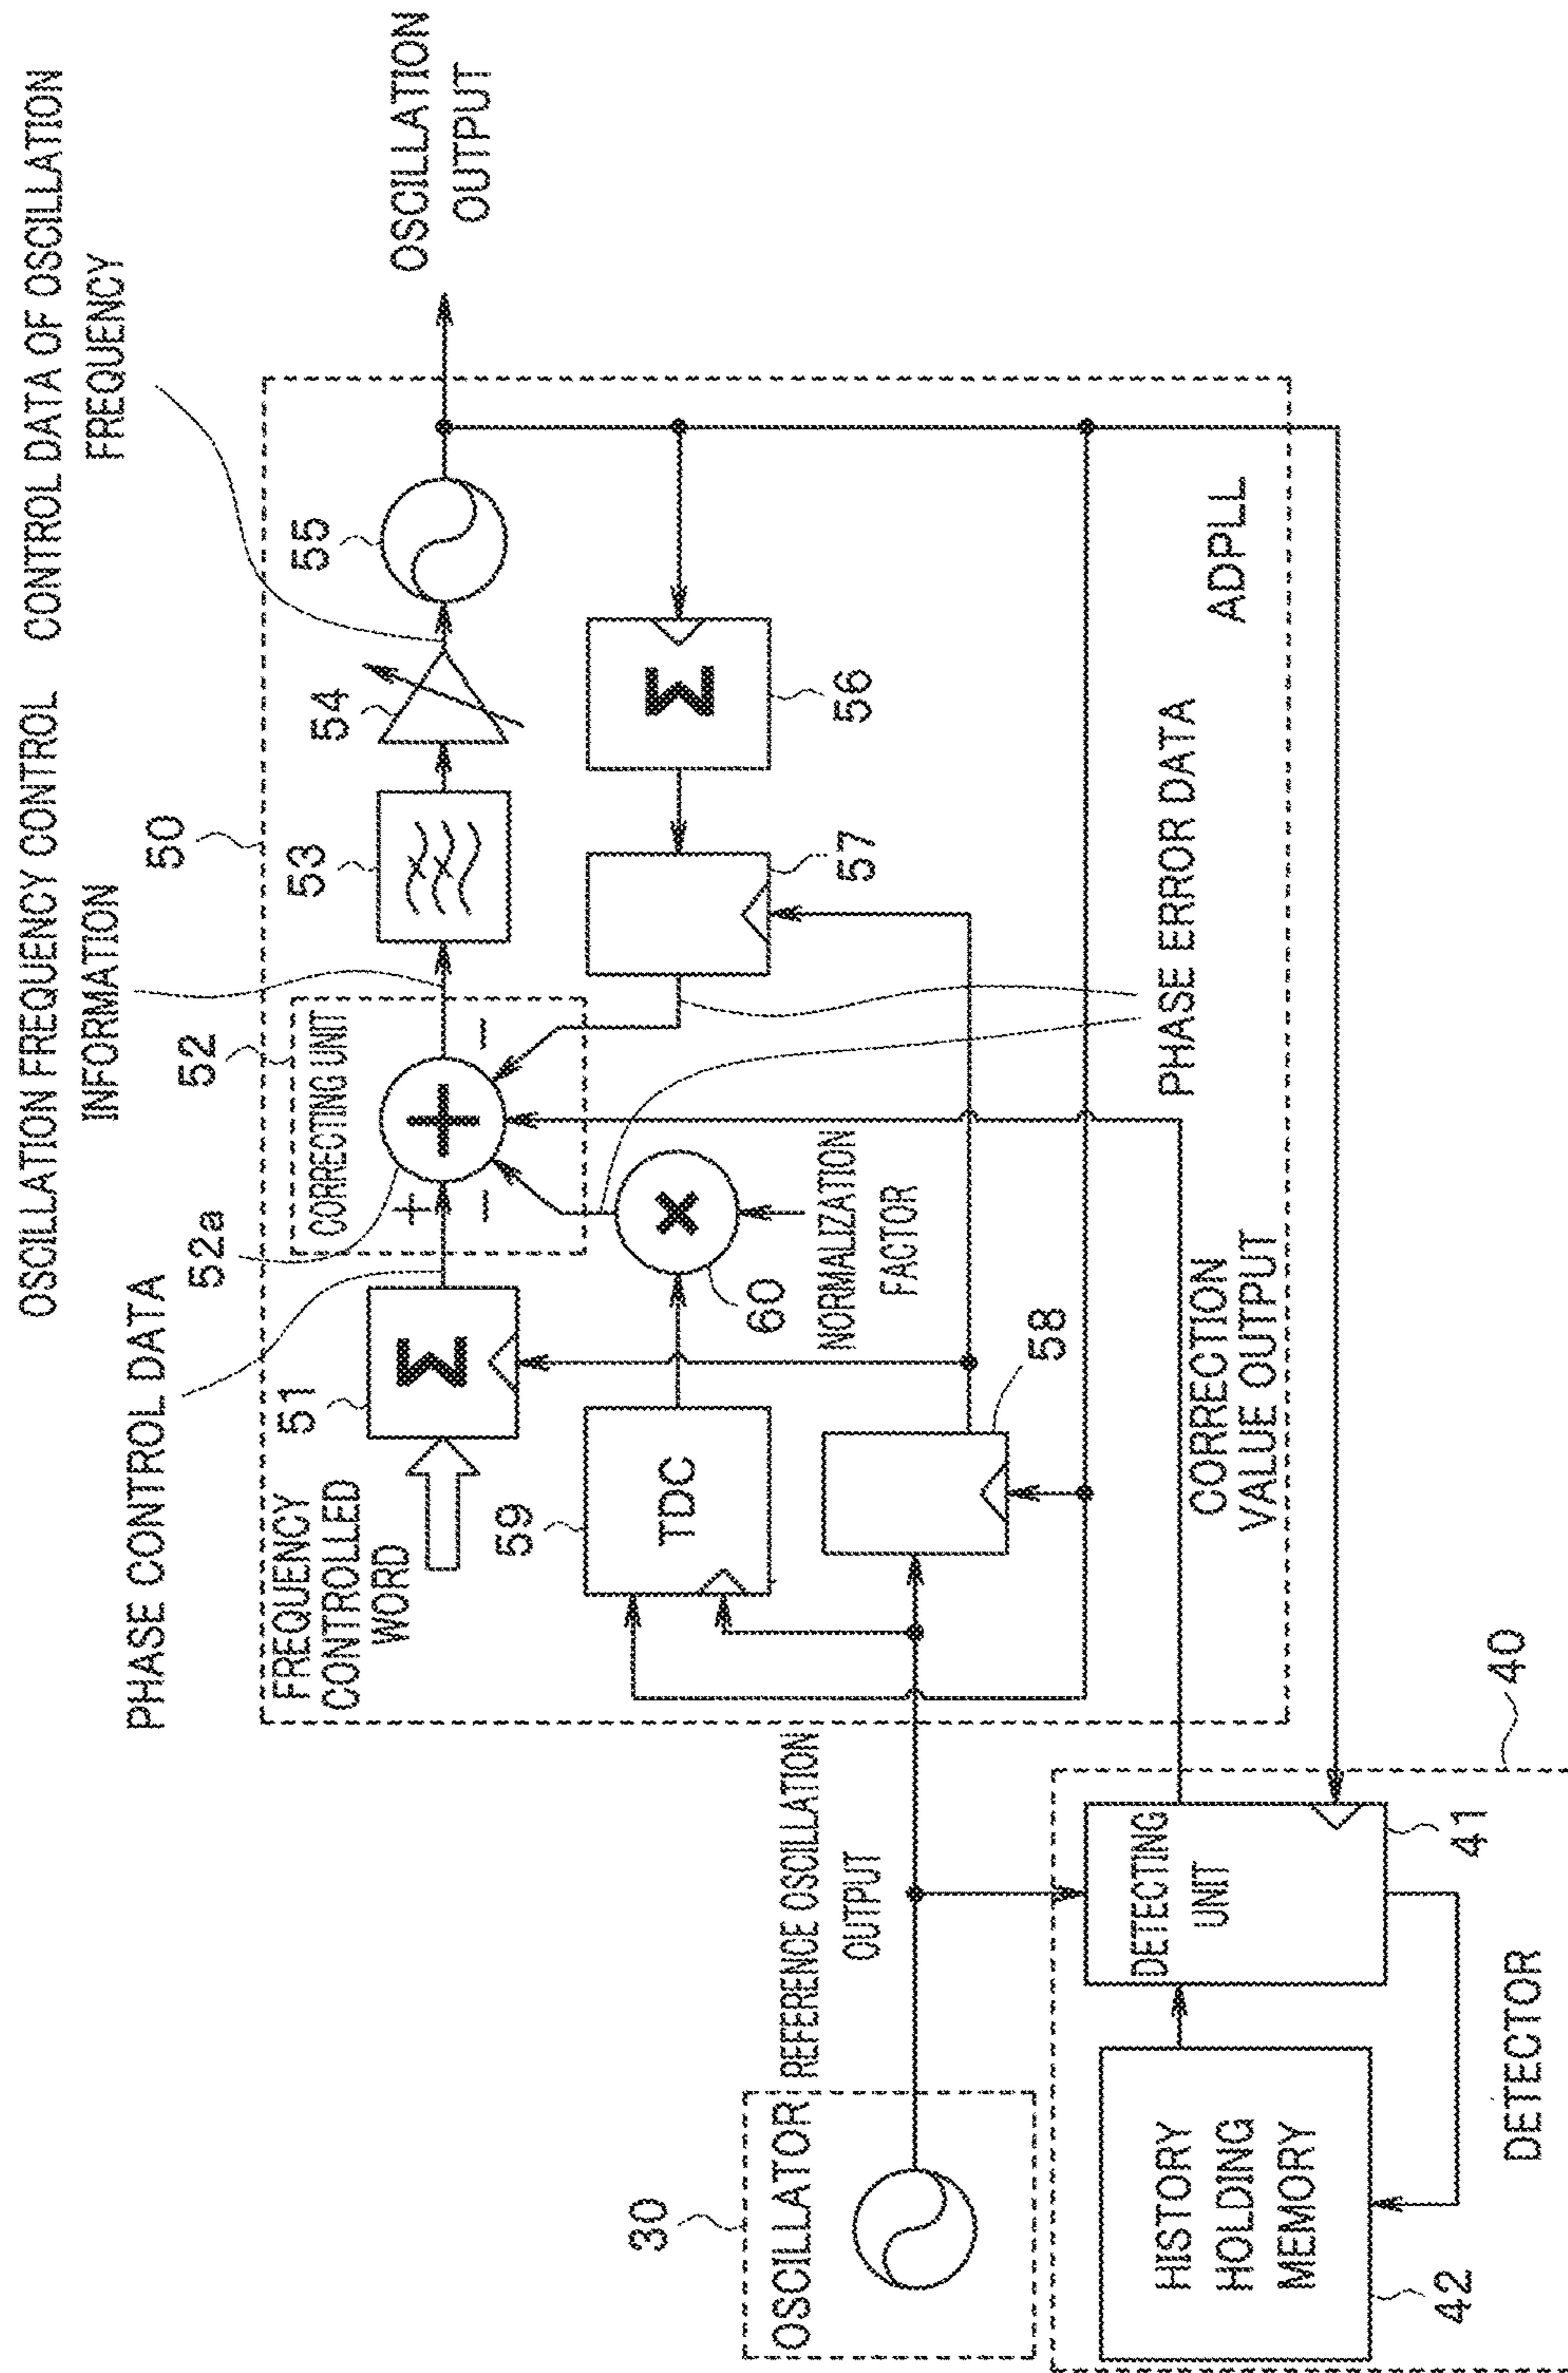 OSCILLATION FREQUENCY CONTROL
INFORMATION
CONTROL DATA OF OSCILLATION
FREQUENCY
PHASE CONTROL DATA
52a
52
50
CORRECTING UNIT
FREQUENCY
CONTROLLED
WORD
51
Σ
+
+
−
−
53
54
55
OSCILLATION
OUTPUT
59
TDC
×
60
NORMALIZATION
FACTOR
57
Σ
56
58
PHASE ERROR DATA
ADPLL
CORRECTION
VALUE OUTPUT
30
OSCILLATOR
REFERENCE OSCILLATION
OUTPUT
HISTORY
HOLDING
MEMORY
42
DETECTING
UNIT
41
40
DETECTOR